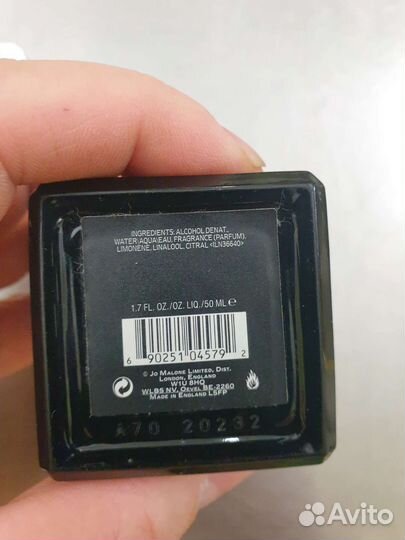 INGREDIENTS: ALCOHOL DENAT.,
WATER\AQUA\EAU, FRAGRANCE (PARFUM),
LIMONENE, LINALOOL, CITRAL <ILN36640>
1.7 FL. OZ./OZ. LIQ./50 ML e
6 90251 04579 2
© JO MALONE LIMITED, DIST.
LONDON, ENGLAND
W1U 8HQ
WLBS NV, OEVEL BE-2260
MADE IN ENGLAND L5FP
A70 20232
Avito